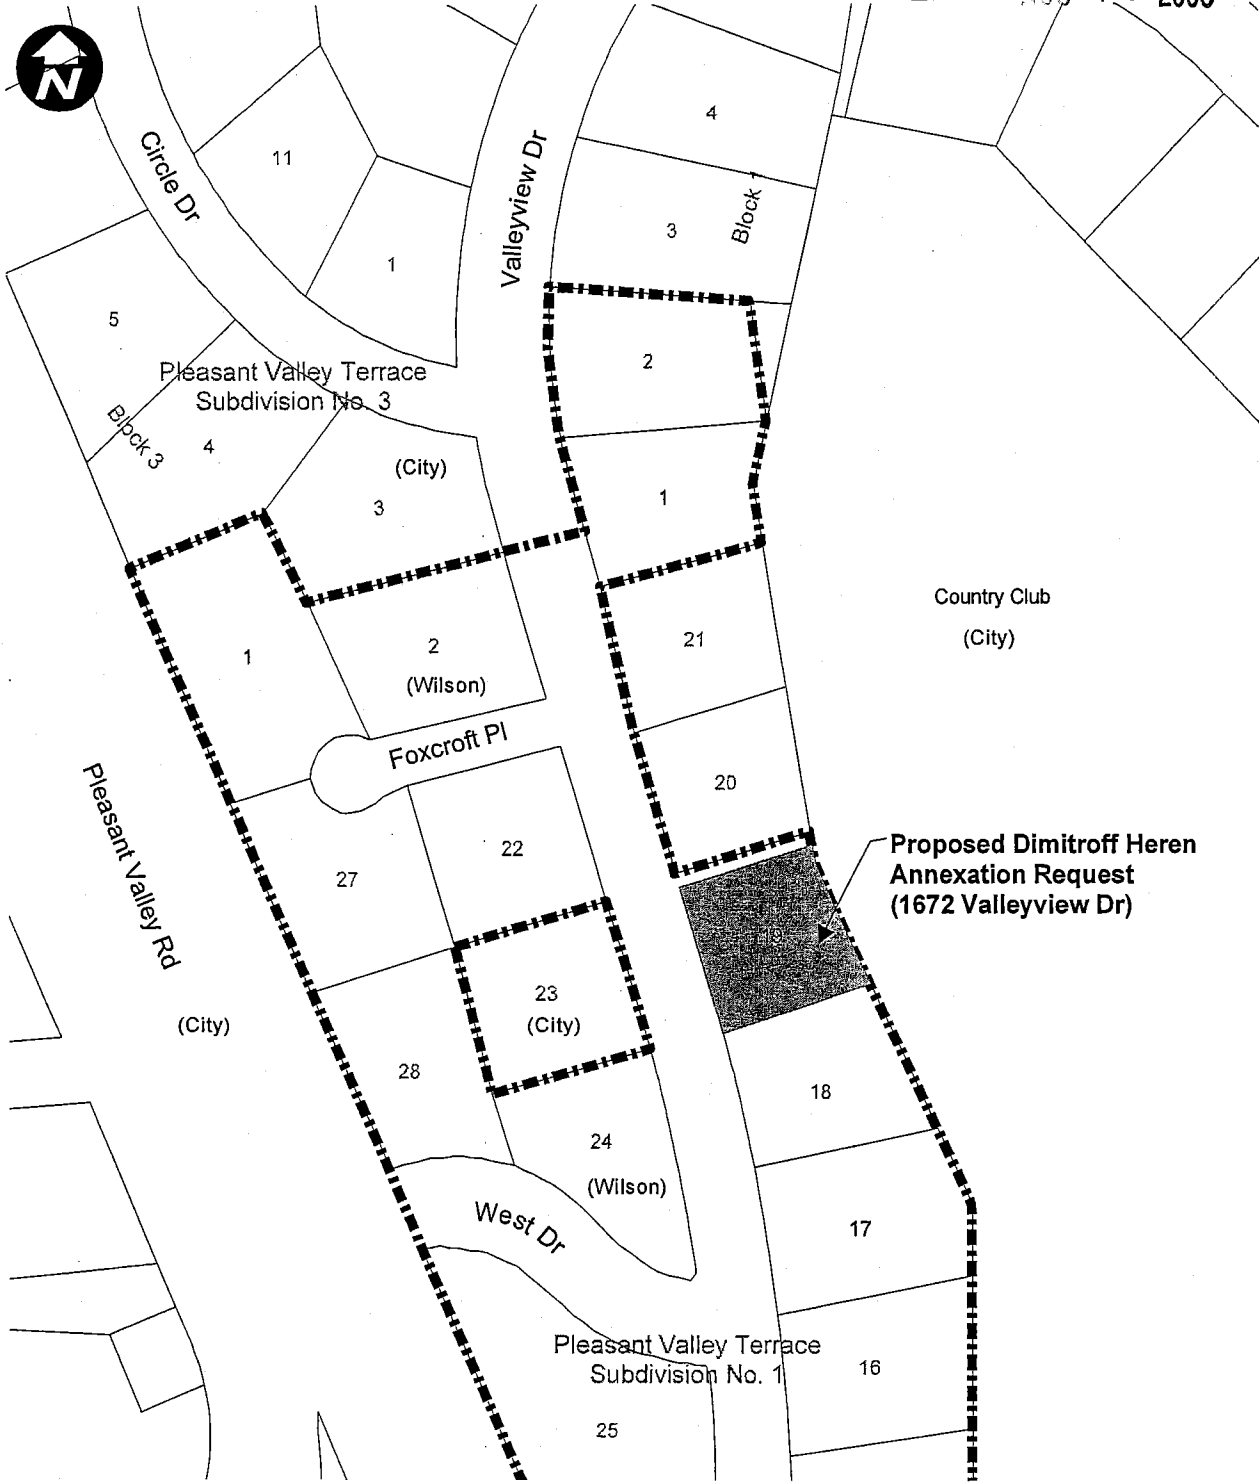 2006
N
4
Circle Dr
Valleyview Dr
11
3
Block 1
1
5
2
Pleasant Valley Terrace
Subdivision No. 3
Block 3
4
(City)
1
3
Country Club
(City)
21
2
1
(Wilson)
Foxcroft Pl
20
Pleasant Valley Rd
22
Proposed Dimitroff Heren
Annexation Request
(1672 Valleyview Dr)
27
19
23
(City)
(City)
28
18
24
(Wilson)
West Dr
17
Pleasant Valley Terrace
Subdivision No. 1
16
25